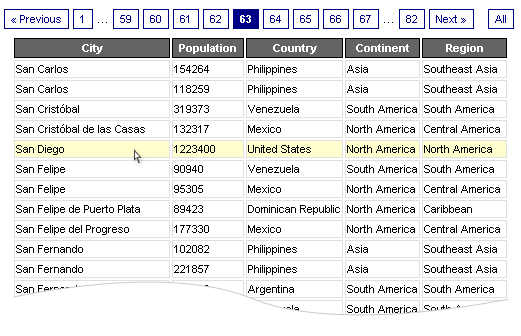 « Previous 1 ... 59 60 61 62 63 64 65 66 67 ... 82 Next » All
City Population Country Continent Region
San Carlos 154264 Philippines Asia Southeast Asia
San Carlos 118259 Philippines Asia Southeast Asia
San Cristóbal 319373 Venezuela South America South America
San Cristóbal de las Casas 132317 Mexico North America Central America
San Diego 1223400 United States North America North America
San Felipe 90940 Venezuela South America South America
San Felipe 95305 Mexico North America Central America
San Felipe de Puerto Plata 89423 Dominican Republic North America Caribbean
San Felipe del Progreso 177330 Mexico North America Central America
San Fernando 102082 Philippines Asia Southeast Asia
San Fernando 221857 Philippines Asia Southeast Asia
San Argentina South America South America
South America South America